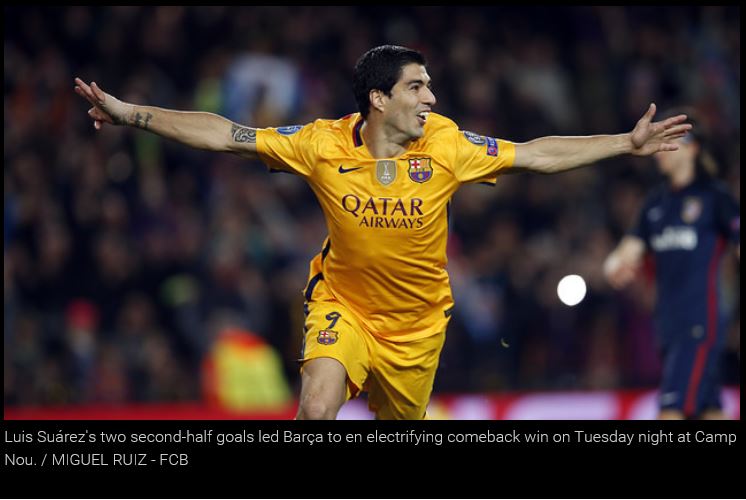 QATAR
AIRWAYS
9
Luis Suárez's two second-half goals led Barça to en electrifying comeback win on Tuesday night at Camp
Nou. / MIGUEL RUIZ - FCB